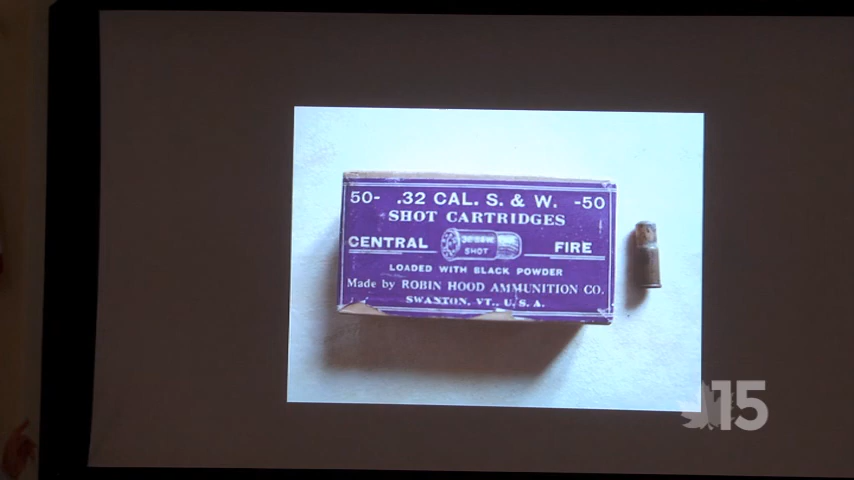 50- .32 CAL. S. & W. -50
SHOT CARTRIDGES
CENTRAL 32 S&W. FIRE
SHOT
LOADED WITH BLACK POWDER
Made by ROBIN HOOD AMMUNITION CO.
SWANTON, VT., U.S.A.
15